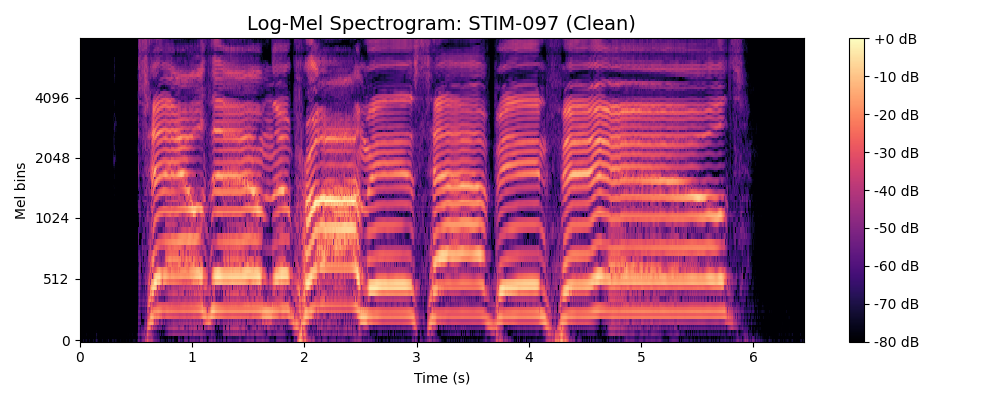 Log-Mel Spectrogram: STIM-097 (Clean)
Mel bins
4096
2048
1024
512
0
0 1 2 3 4 5 6
Time (s)
+0 dB
-10 dB
-20 dB
-30 dB
-40 dB
-50 dB
-60 dB
-70 dB
-80 dB